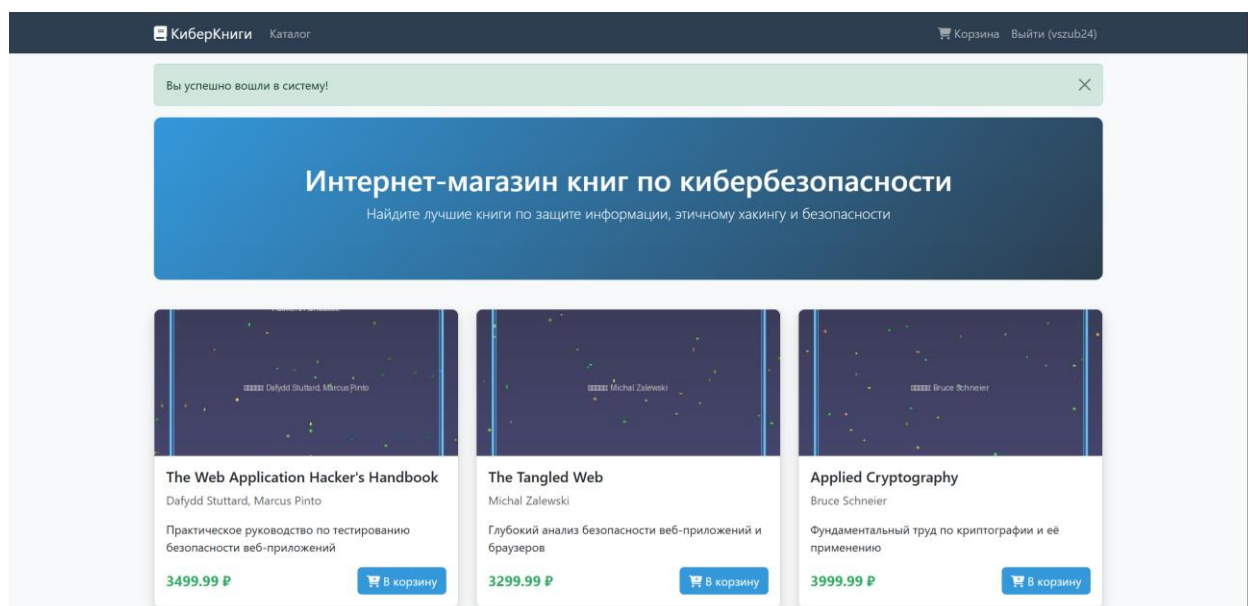 КиберКниги Каталог Корзина Выйти (vszub24)
Вы успешно вошли в систему!
Интернет-магазин книг по кибербезопасности
Найдите лучшие книги по защите информации, этичному хакингу и безопасности
Dafydd Stuttard, Marcus Pinto
Michal Zalewski
Bruce Schneier
The Web Application Hacker's Handbook
Dafydd Stuttard, Marcus Pinto
Практическое руководство по тестированию
безопасности веб-приложений
3499.99 ₽ В корзину
The Tangled Web
Michal Zalewski
Глубокий анализ безопасности веб-приложений и
браузеров
3299.99 ₽ В корзину
Applied Cryptography
Bruce Schneier
Фундаментальный труд по криптографии и её
применению
3999.99 ₽ В корзину